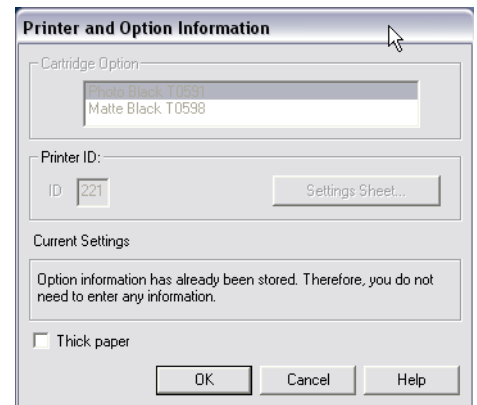 Printer and Option Information
Cartridge Option
Photo Black T0591
Matte Black T0598
Printer ID:
ID 221 Settings Sheet...
Current Settings
Option information has already been stored. Therefore, you do not
need to enter any information.
Thick paper
OK Cancel Help